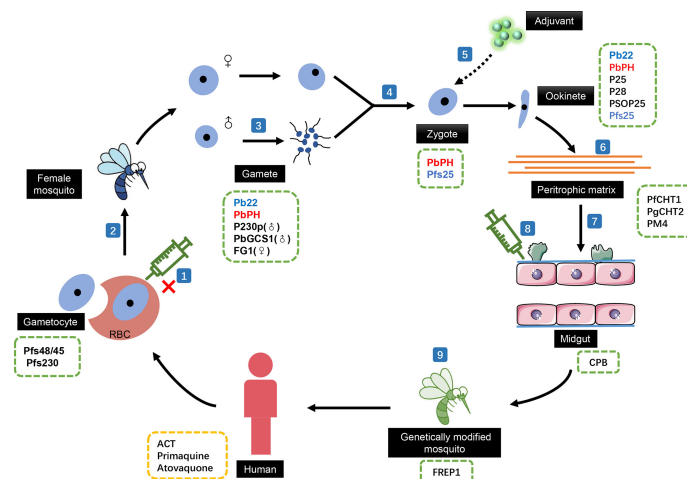 Adjuvant
5
♀
Pb22
PbPH
P25
P28
PSOP25
Pfs25
Ookinete
4
♂
3
Zygote
PbPH
Pfs25
Female
mosquito
Gamete
Pb22
PbPH
P230p(♂)
PbGCS1(♂)
FG1(♀)
6
Peritrophic matrix
PfCHT1
PgCHT2
PM4
2
7
8
1
RBC
Gametocyte
Pfs48/45
Pfs230
Midgut
CPB
9
ACT
Primaquine
Atovaquone
Human
Genetically modified
mosquito
FREP1